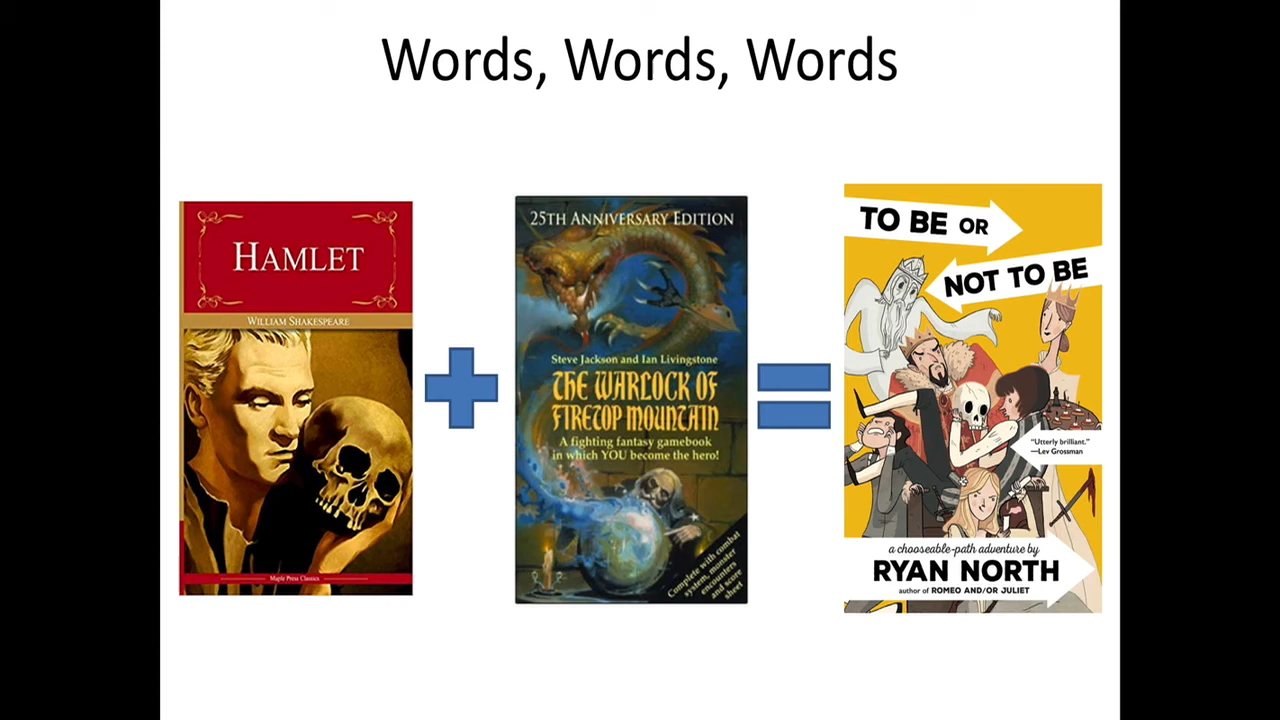 Words, Words, Words
HAMLET
WILLIAM SHAKESPEARE
Maple Press Classics
25TH ANNIVERSARY EDITION
Steve Jackson and Ian Livingstone
THE WARLOCK OF
FIRETOP MOUNTAIN
A fighting fantasy gamebook
in which YOU become the hero!
Complete with combat
system, monster
encounters
and score
sheet
TO BE OR
NOT TO BE
"Utterly brilliant."
—Lev Grossman
a chooseable-path adventure by
RYAN NORTH
author of ROMEO AND/OR JULIET